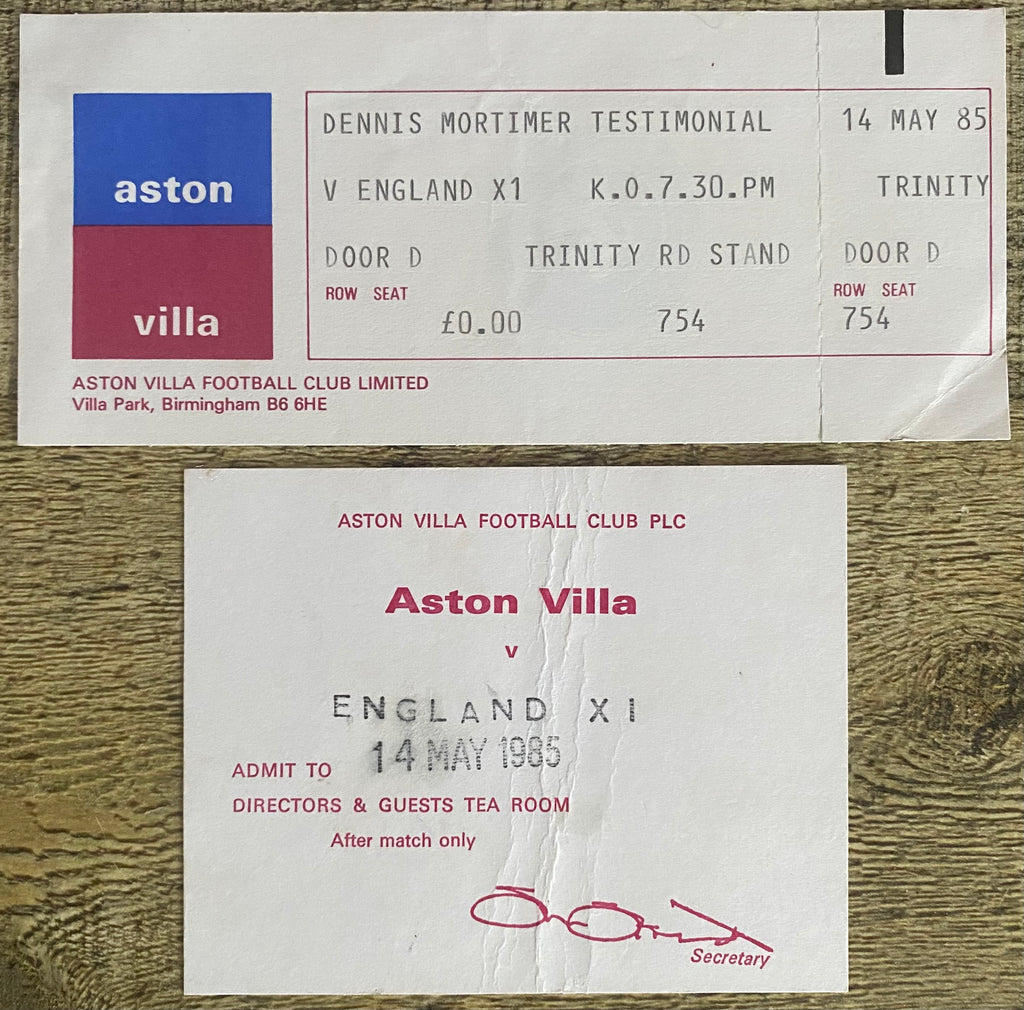 DENNIS MORTIMER TESTIMONIAL 14 MAY 85
aston
V ENGLAND X1 K.O.7.30.PM TRINITY
DOOR D TRINITY RD STAND DOOR D
ROW SEAT ROW SEAT
villa
£0.00 754 754
ASTON VILLA FOOTBALL CLUB LIMITED
Villa Park, Birmingham B6 6HE
ASTON VILLA FOOTBALL CLUB PLC
Aston Villa
v
ENGLAND XI
14 MAY 1985
ADMIT TO
DIRECTORS & GUESTS TEA ROOM
After match only
Secretary